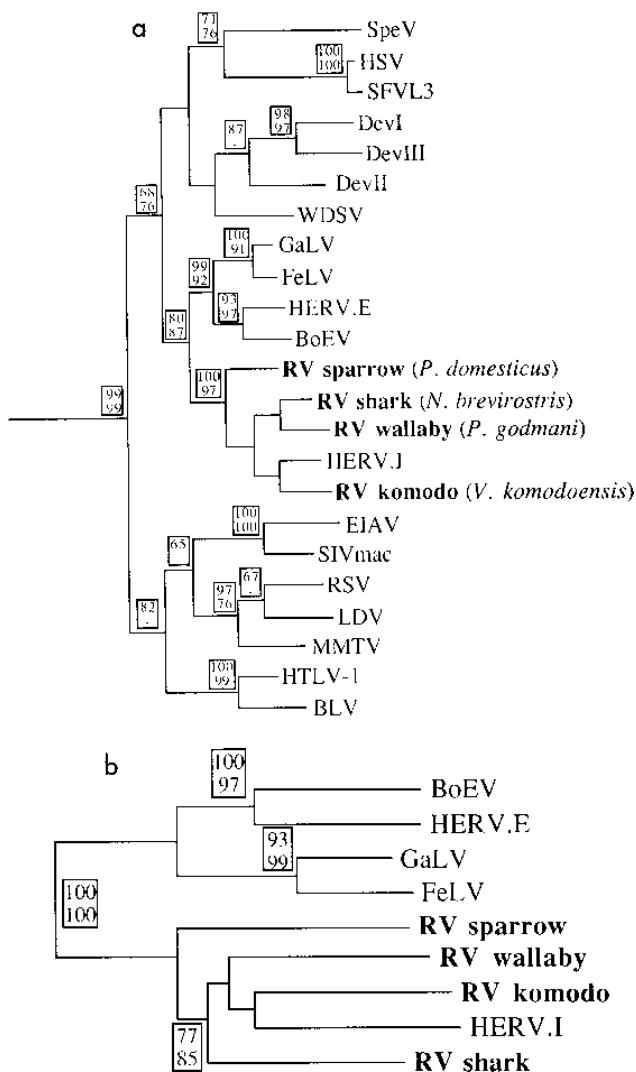 a
71
76
SpeV
100
100
HSV
SFVL3
98
97
DevI
87
-
DevIII
DevII
68
76
WDSV
100
91
GaLV
99
92
FeLV
93
97
HERV.E
BoEV
80
87
100
97
RV sparrow (P. domesticus)
RV shark (N. brevirostris)
99
99
RV wallaby (P. godmani)
HERV.I
RV komodo (V. komodoensis)
100
100
EIAV
65
SIVmac
67
-
RSV
97
76
LDV
82
-
MMTV
100
99
HTLV-1
BLV
b
100
97
BoEV
HERV.E
93
99
GaLV
FeLV
100
100
RV sparrow
RV wallaby
RV komodo
HERV.I
77
85
RV shark